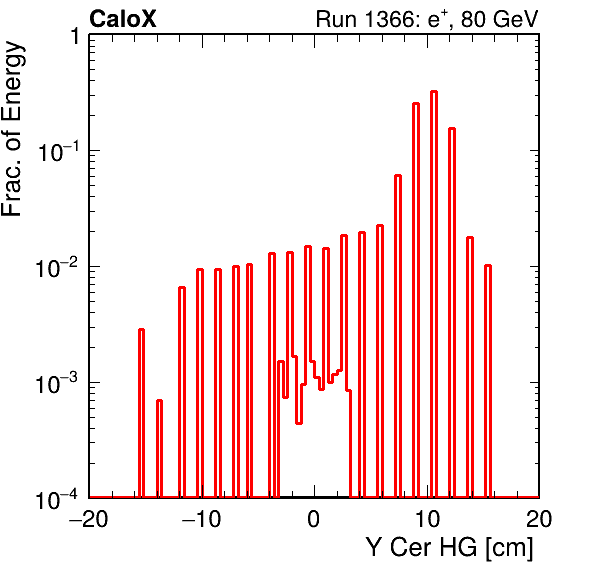 CaloX Run 1366: e⁺, 80 GeV
Frac. of Energy
1
10⁻¹
10⁻²
10⁻³
10⁻⁴
−20 −10 0 10 20
Y Cer HG [cm]